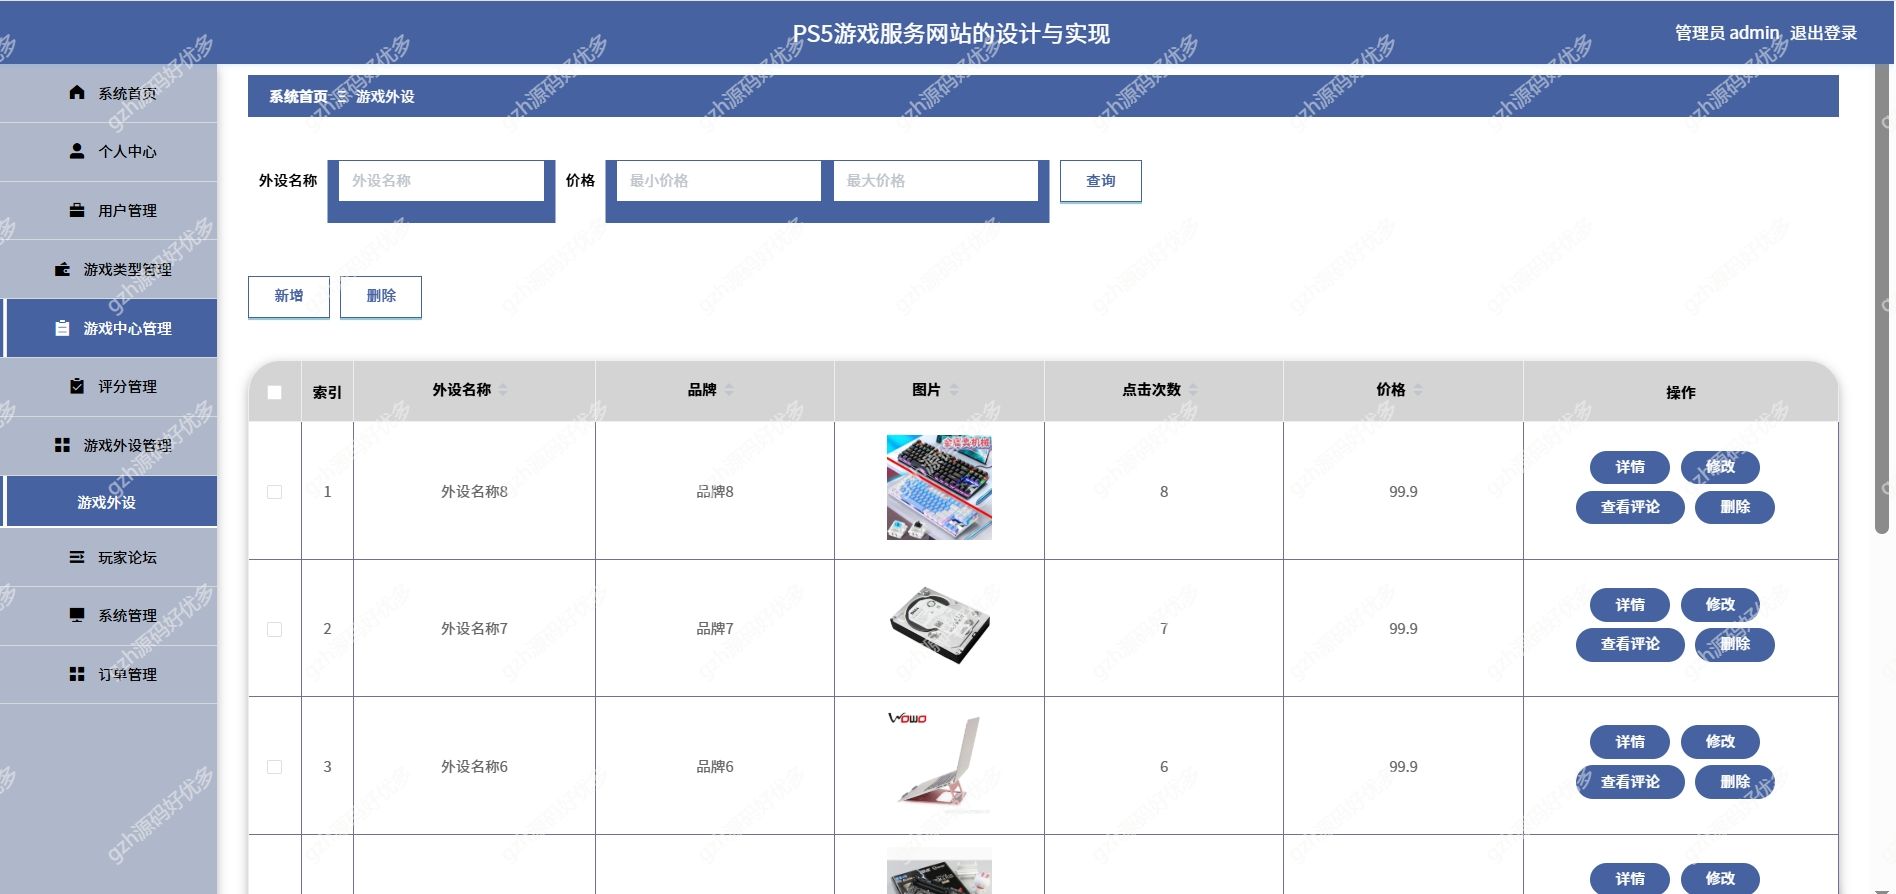 PS5游戏服务网站的设计与实现
管理员 admin 退出登录
系统首页
个人中心
用户管理
游戏类型管理
游戏中心管理
评分管理
游戏外设管理
游戏外设
玩家论坛
系统管理
订单管理
系统首页 Ξ 游戏外设
外设名称 外设名称 价格 最小价格 最大价格 查询
新增 删除
索引 外设名称 品牌 图片 点击次数 价格 操作
金属类机械
1 外设名称8 品牌8 8 99.9 详情 修改
查看评论 删除
2 外设名称7 品牌7 7 99.9 详情 修改
查看评论 删除
WOWO
3 外设名称6 品牌6 6 99.9 详情 修改
查看评论 删除
详情 修改
gzh源码好优多